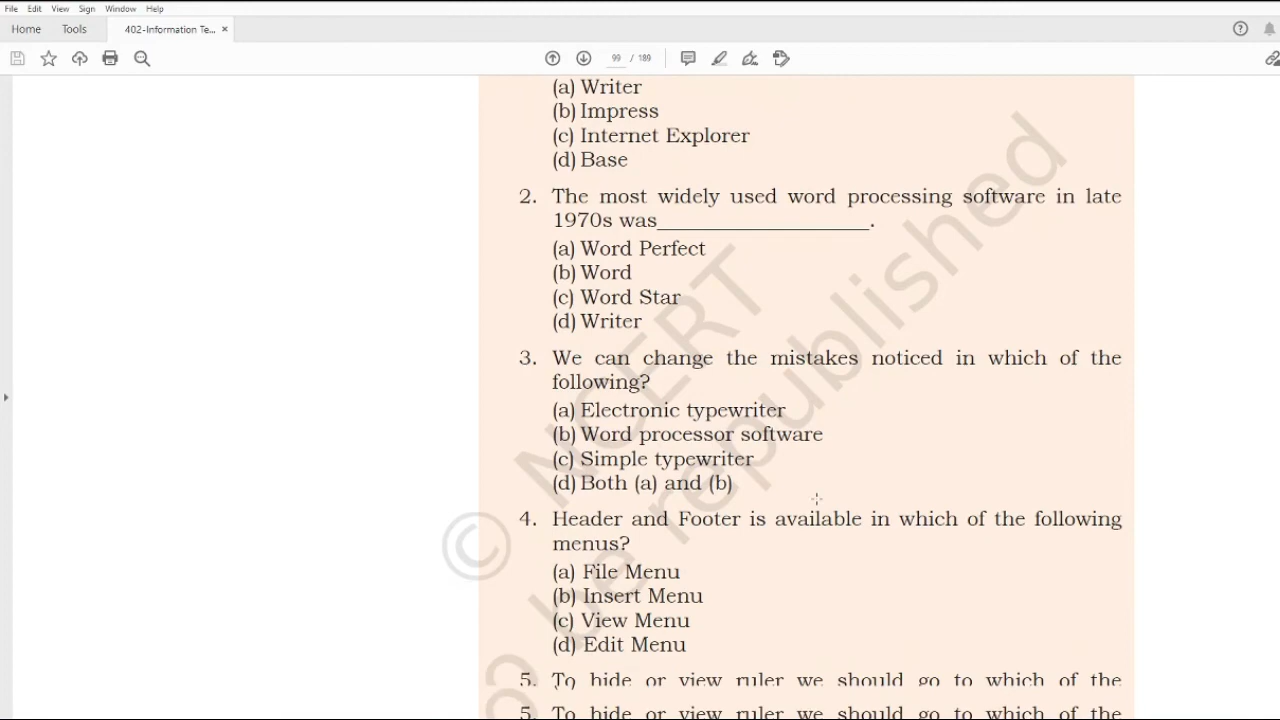 File Edit View Sign Window Help
Home Tools 402-Information Te... ×
99 / 189
(a) Writer
(b) Impress
(c) Internet Explorer
(d) Base
2. The most widely used word processing software in late
1970s was____________________.
(a) Word Perfect
(b) Word
(c) Word Star
(d) Writer
3. We can change the mistakes noticed in which of the
following?
(a) Electronic typewriter
(b) Word processor software
(c) Simple typewriter
(d) Both (a) and (b)
4. Header and Footer is available in which of the following
menus?
(a) File Menu
(b) Insert Menu
(c) View Menu
(d) Edit Menu
5. To hide or view ruler we should go to which of the
5. To hide or view ruler we should go to which of the
© NCERT
be republished